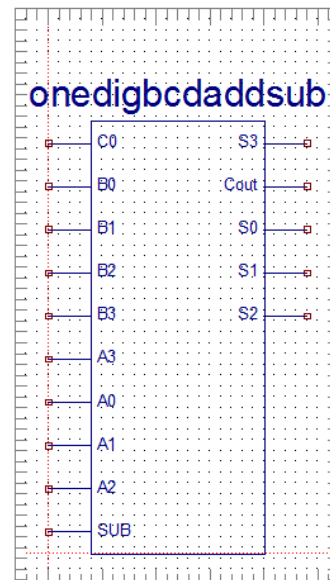 onedigbcdaddsub
C0 S3
B0 Cout
B1 S0
B2 S1
B3 S2
A3
A0
A1
A2
SUB